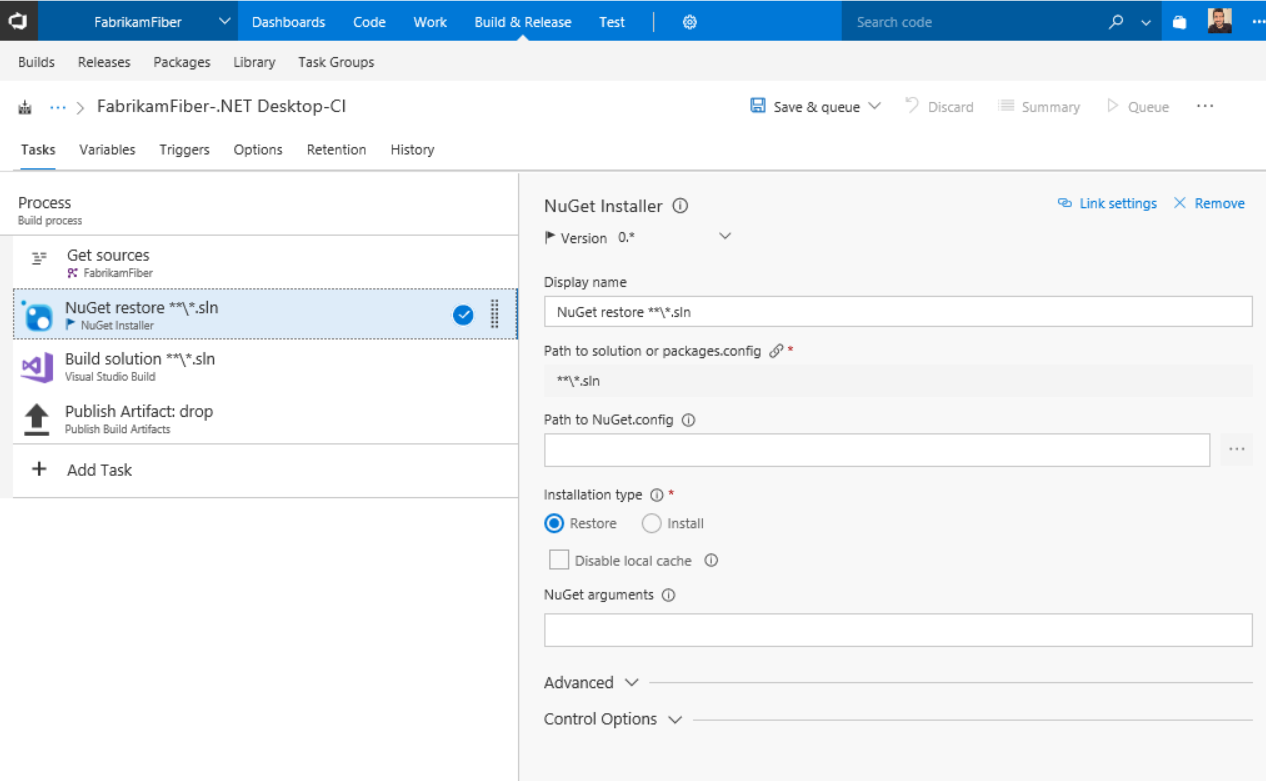 FabrikamFiber Dashboards Code Work Build & Release Test Search code
Builds Releases Packages Library Task Groups
FabrikamFiber-.NET Desktop-CI Save & queue Discard Summary Queue
Tasks Variables Triggers Options Retention History
Process
Build process
Get sources
FabrikamFiber
NuGet restore **\*.sln
NuGet Installer
Build solution **\*.sln
Visual Studio Build
Publish Artifact: drop
Publish Build Artifacts
+ Add Task
NuGet Installer Link settings Remove
Version 0.*
Display name
NuGet restore **\*.sln
Path to solution or packages.config *
**\*.sln
Path to NuGet.config
Installation type *
Restore Install
Disable local cache
NuGet arguments
Advanced
Control Options